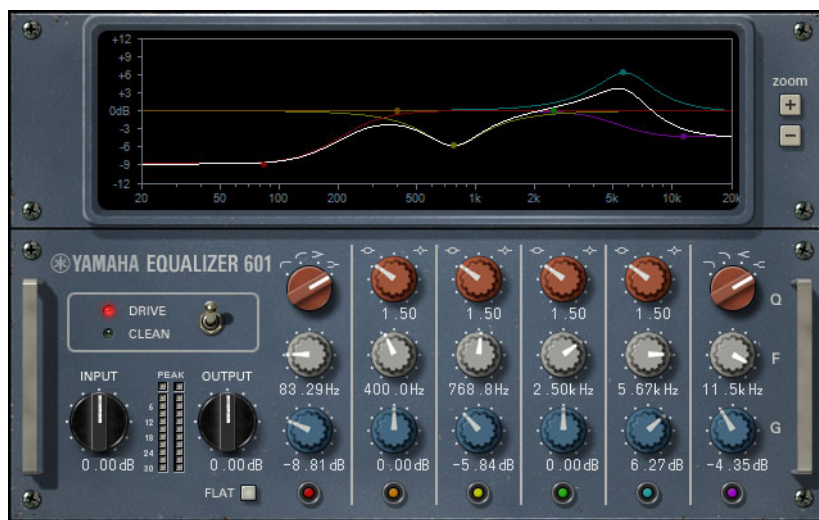 +12
+9
+6
+3
0dB
-3
-6
-9
-12
20 50 100 200 500 1k 2k 5k 10k 20k
zoom
+
−
YAMAHA EQUALIZER 601
DRIVE
CLEAN
INPUT PEAK OUTPUT
6
12
18
24
30
0.00dB 0.00dB
FLAT
1.50 1.50 1.50 1.50 Q
83.29Hz 400.0Hz 768.8Hz 2.50kHz 5.67kHz 11.5kHz F
-8.81dB 0.00dB -5.84dB 0.00dB 6.27dB -4.35dB G